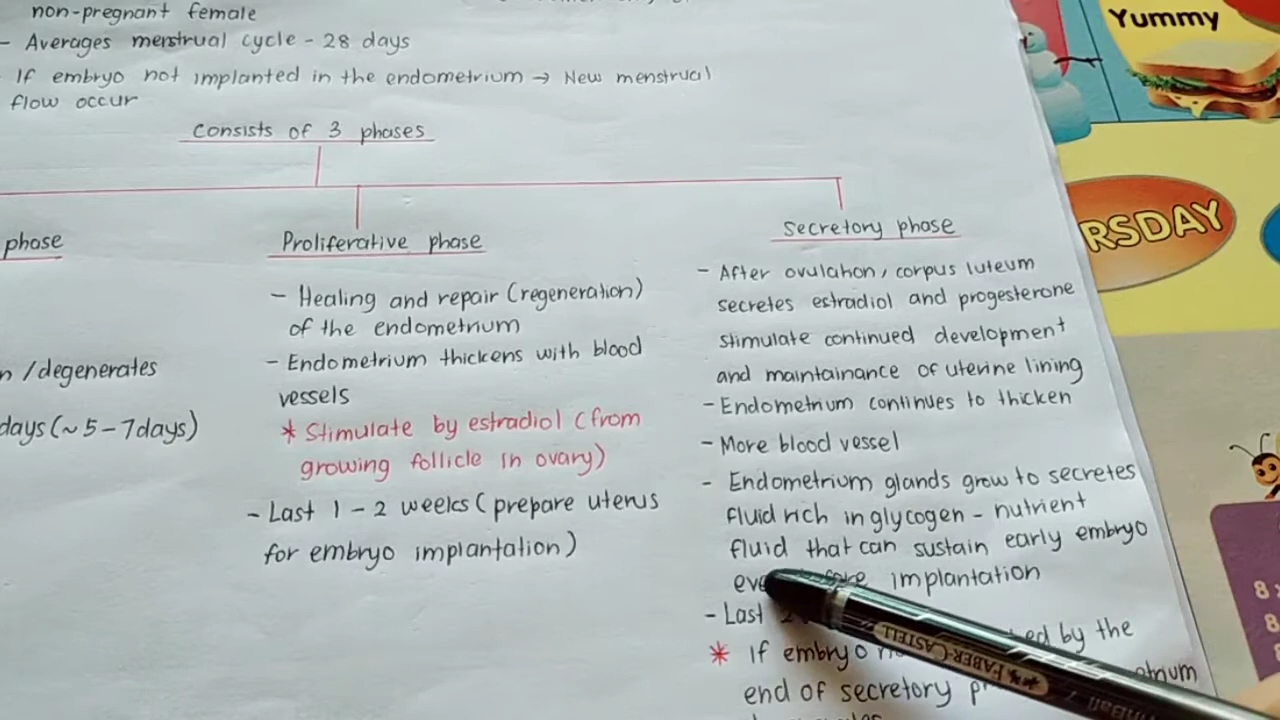 non-pregnant female
- Averages menstrual cycle - 28 days
If embryo not implanted in the endometrium → New menstrual
flow occur
Consists of 3 phases
phase
/degenerates
days (~ 5 - 7 days)
Proliferative phase
- Healing and repair (regeneration)
of the endometrium
- Endometrium thickens with blood
vessels
* Stimulate by estradiol (from
growing follicle in ovary)
- Last 1 - 2 weeks (prepare uterus
for embryo implantation)
Secretory phase
- After ovulation, corpus luteum
secretes estradiol and progesterone
stimulate continued development
and maintainance of uterine lining
- Endometrium continues to thicken
- More blood vessel
- Endometrium glands grow to secretes
fluid rich in glycogen - nutrient
fluid that can sustain early embryo
implantation
- Last by the
* If embryo
end of secretory
Yummy
RSDAY
FABER-CASTELL
8
8